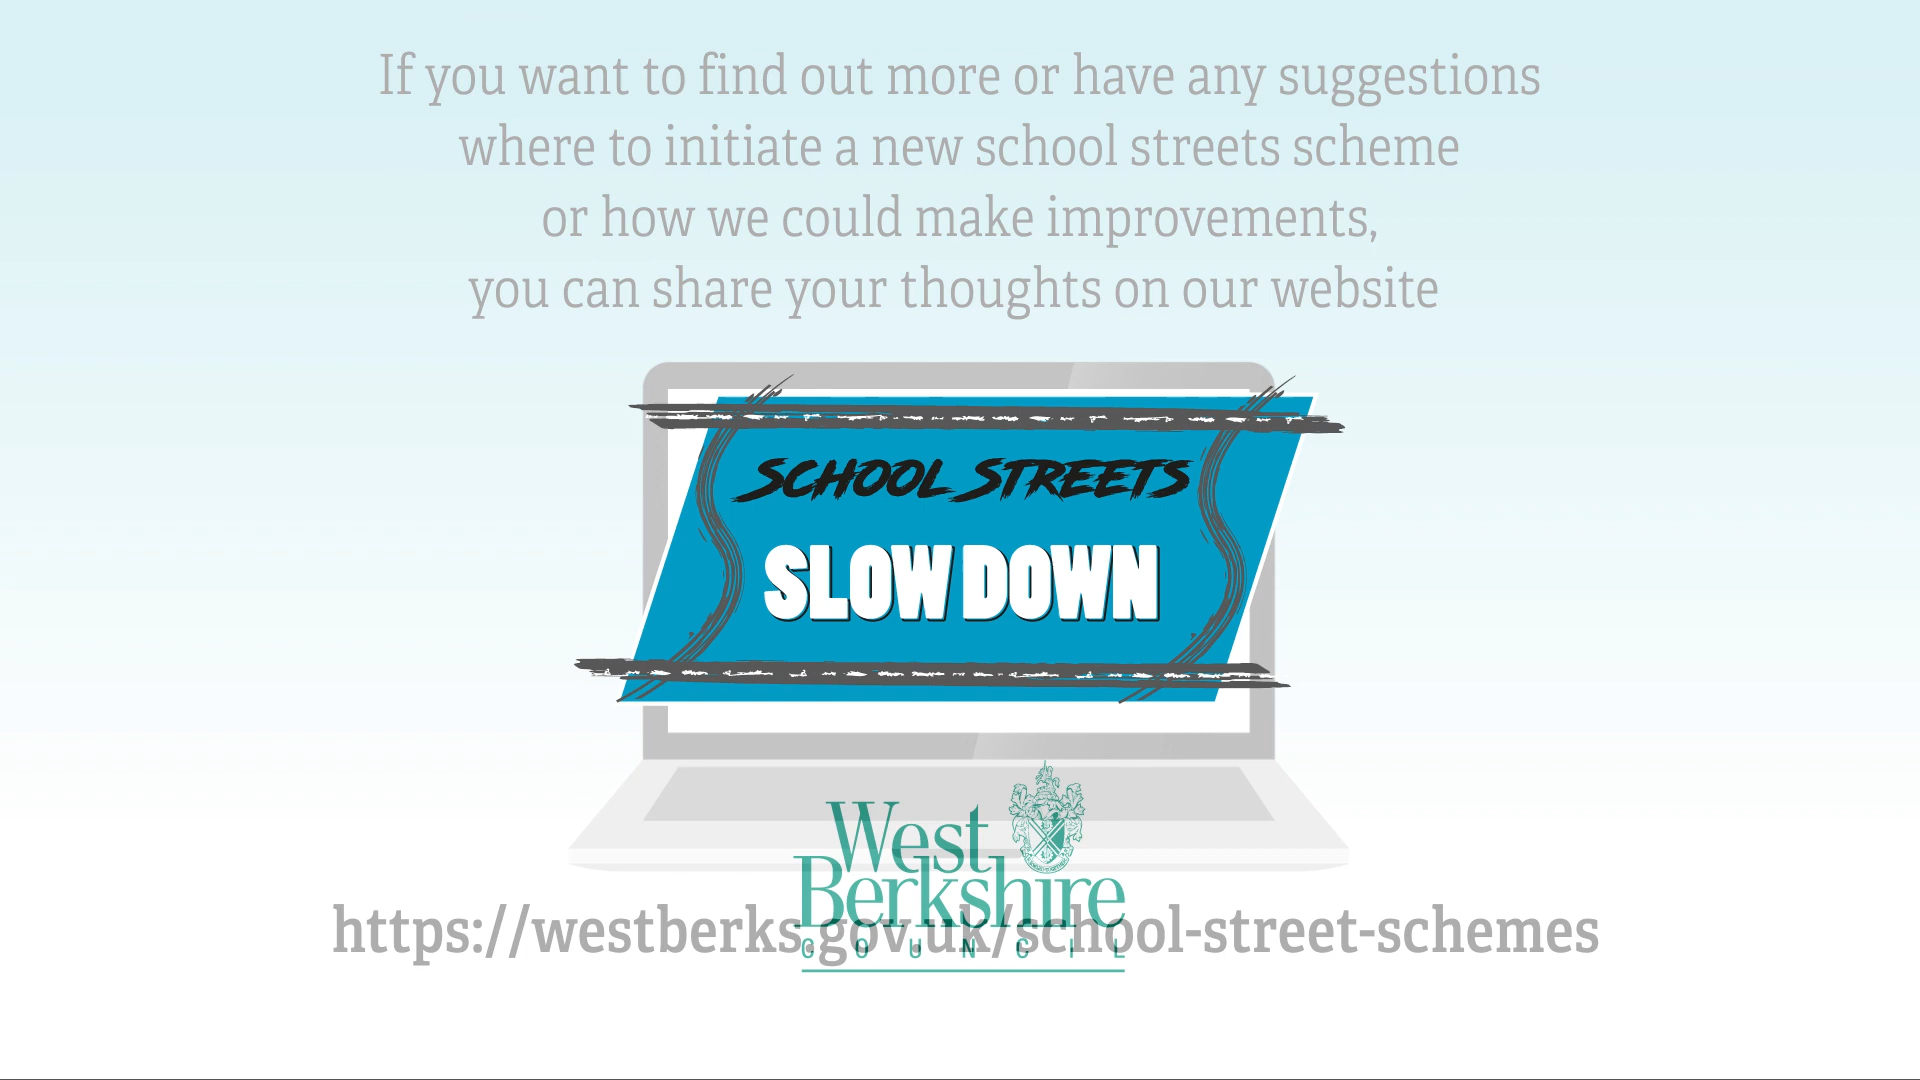 If you want to find out more or have any suggestions
where to initiate a new school streets scheme
or how we could make improvements,
you can share your thoughts on our website
SCHOOL STREETS
SLOW DOWN
West
Berkshire
COUNCIL
https://westberks.gov.uk/school-street-schemes